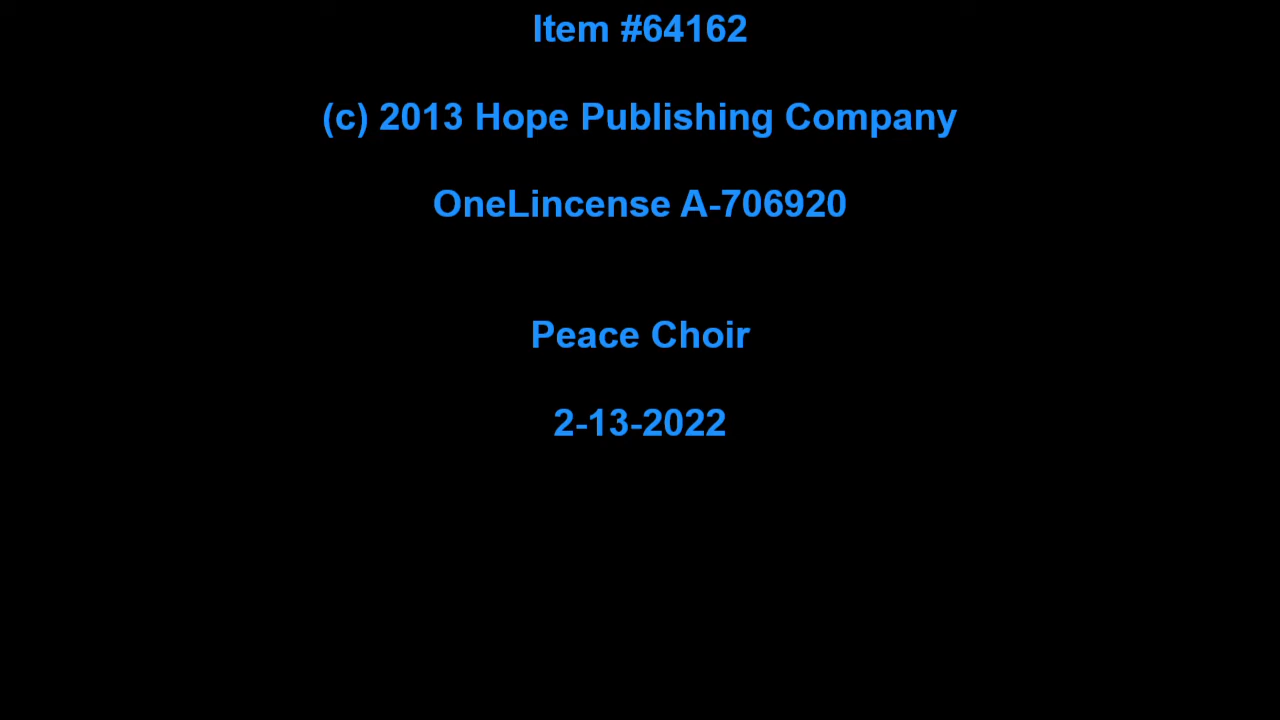 Item #64162
(c) 2013 Hope Publishing Company
OneLincense A-706920
Peace Choir
2-13-2022